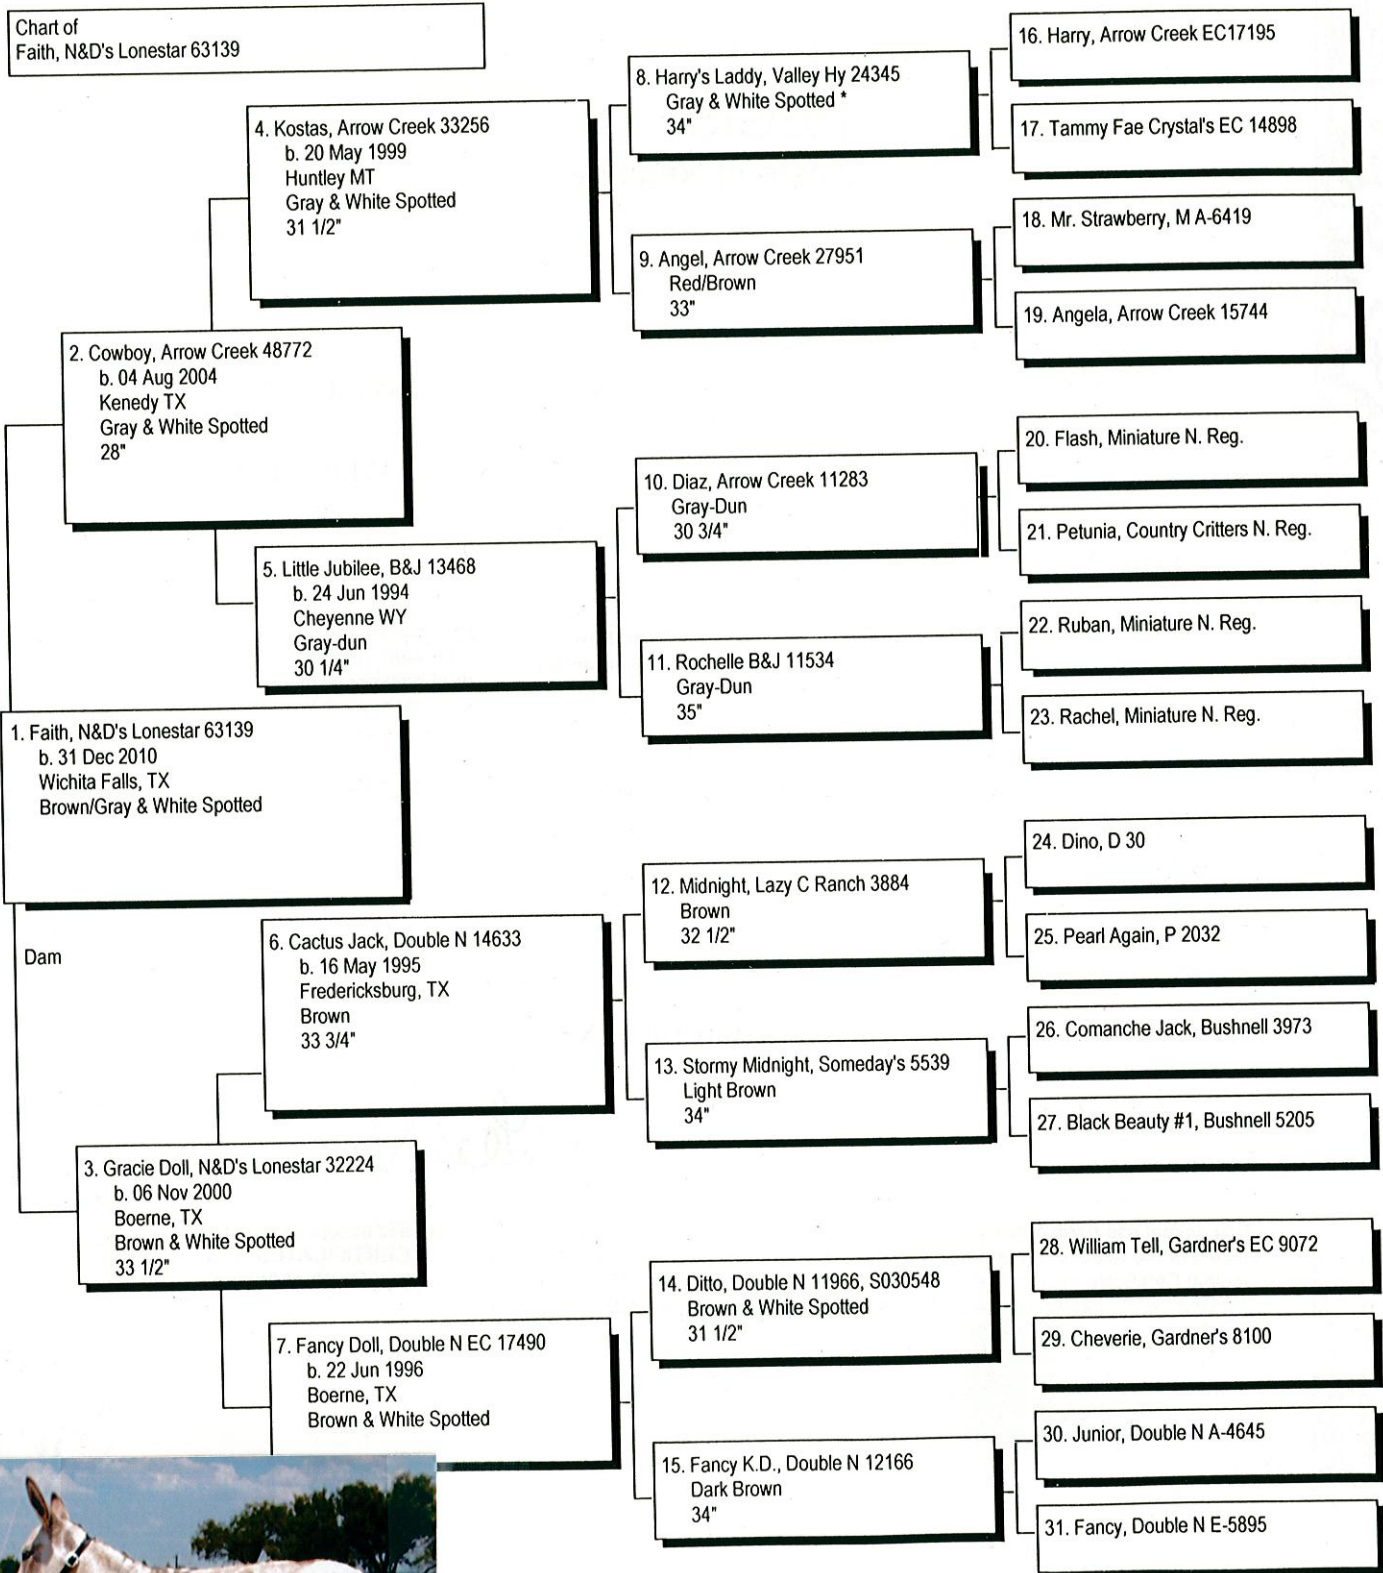 Chart of
Faith, N&D's Lonestar 63139
1. Faith, N&D's Lonestar 63139
b. 31 Dec 2010
Wichita Falls, TX
Brown/Gray & White Spotted
Dam
2. Cowboy, Arrow Creek 48772
b. 04 Aug 2004
Kenedy TX
Gray & White Spotted
28"
3. Gracie Doll, N&D's Lonestar 32224
b. 06 Nov 2000
Boerne, TX
Brown & White Spotted
33 1/2"
4. Kostas, Arrow Creek 33256
b. 20 May 1999
Huntley MT
Gray & White Spotted
31 1/2"
5. Little Jubilee, B&J 13468
b. 24 Jun 1994
Cheyenne WY
Gray-dun
30 1/4"
6. Cactus Jack, Double N 14633
b. 16 May 1995
Fredericksburg, TX
Brown
33 3/4"
7. Fancy Doll, Double N EC 17490
b. 22 Jun 1996
Boerne, TX
Brown & White Spotted
8. Harry's Laddy, Valley Hy 24345
Gray & White Spotted *
34"
9. Angel, Arrow Creek 27951
Red/Brown
33"
10. Diaz, Arrow Creek 11283
Gray-Dun
30 3/4"
11. Rochelle B&J 11534
Gray-Dun
35"
12. Midnight, Lazy C Ranch 3884
Brown
32 1/2"
13. Stormy Midnight, Someday's 5539
Light Brown
34"
14. Ditto, Double N 11966, S030548
Brown & White Spotted
31 1/2"
15. Fancy K.D., Double N 12166
Dark Brown
34"
16. Harry, Arrow Creek EC17195
17. Tammy Fae Crystal's EC 14898
18. Mr. Strawberry, M A-6419
19. Angela, Arrow Creek 15744
20. Flash, Miniature N. Reg.
21. Petunia, Country Critters N. Reg.
22. Ruban, Miniature N. Reg.
23. Rachel, Miniature N. Reg.
24. Dino, D 30
25. Pearl Again, P 2032
26. Comanche Jack, Bushnell 3973
27. Black Beauty #1, Bushnell 5205
28. William Tell, Gardner's EC 9072
29. Cheverie, Gardner's 8100
30. Junior, Double N A-4645
31. Fancy, Double N E-5895